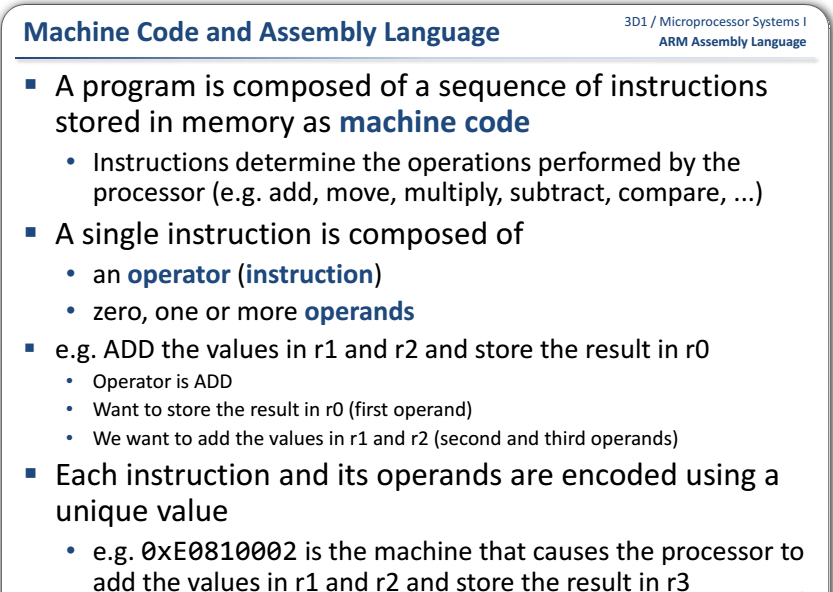 Machine Code and Assembly Language
3D1 / Microprocessor Systems I
ARM Assembly Language
▪ A program is composed of a sequence of instructions
stored in memory as machine code
• Instructions determine the operations performed by the
processor (e.g. add, move, multiply, subtract, compare, ...)
▪ A single instruction is composed of
• an operator (instruction)
• zero, one or more operands
▪ e.g. ADD the values in r1 and r2 and store the result in r0
• Operator is ADD
• Want to store the result in r0 (first operand)
• We want to add the values in r1 and r2 (second and third operands)
▪ Each instruction and its operands are encoded using a
unique value
• e.g. 0xE0810002 is the machine that causes the processor to
add the values in r1 and r2 and store the result in r3